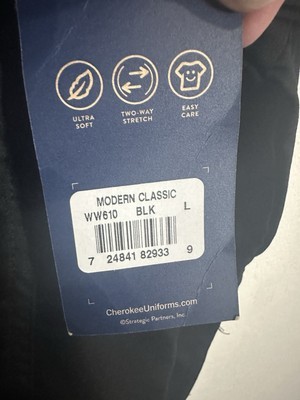 ULTRA SOFT
TWO-WAY STRETCH
EASY CARE
MODERN CLASSIC
WW610 BLK L
7 24841 82933 9
CherokeeUniforms.com
©Strategic Partners, Inc.